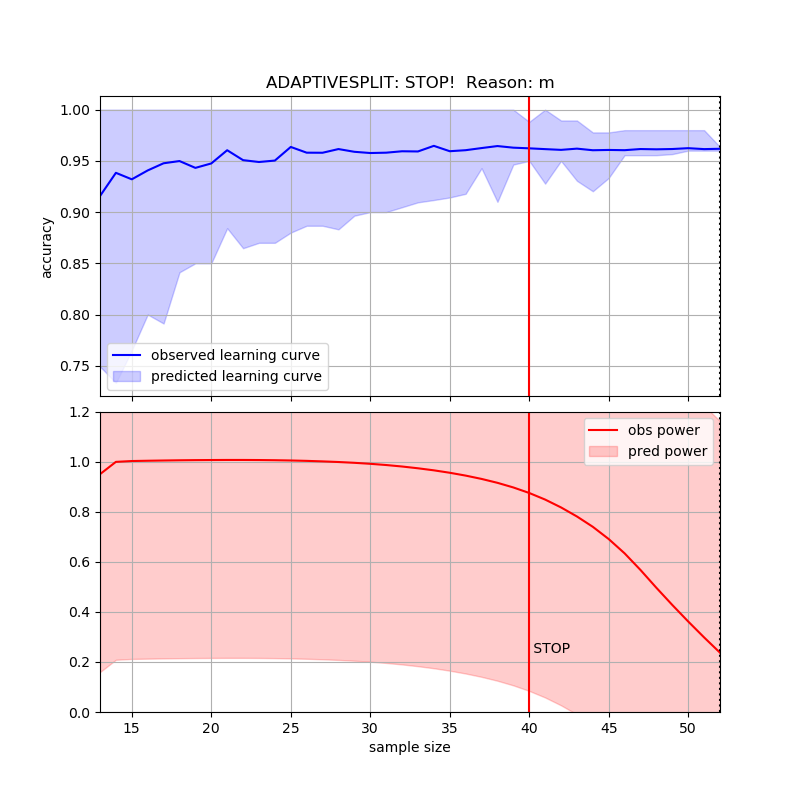 ADAPTIVESPLIT: STOP!  Reason: m
1.00
0.95
0.90
0.85
0.80
0.75
accuracy
observed learning curve
predicted learning curve
1.2
1.0
0.8
0.6
0.4
0.2
0.0
obs power
pred power
STOP
15 20 25 30 35 40 45 50
sample size